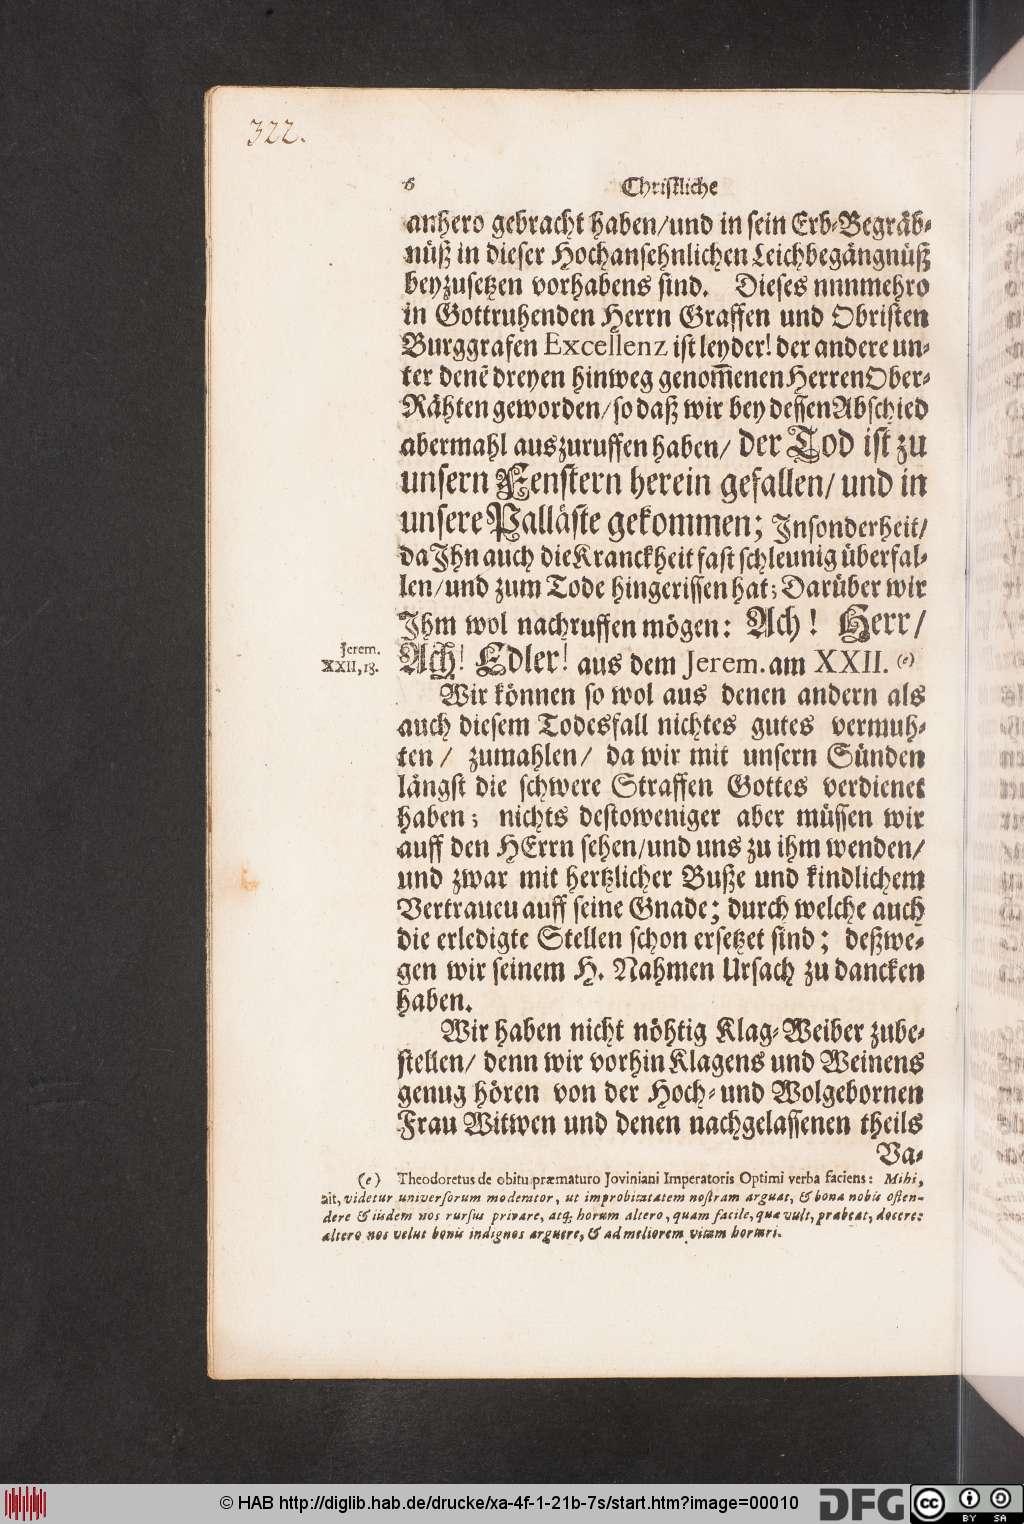 322.
6 Christliche
anhero gebracht haben/und in sein Erb-Begräb-
nüß in dieser Hochansehnlichen Leichbegängnüß
beyzusetzen vorhabens sind. Dieses nnnmehro
in Gottruhenden Herrn Graffen und Obristen
Burggrafen Excellenz ist leyder! der andere un-
ter denē dreyen hinweg genom̅enen Herren Ober-
Rähten geworden/ so daß wir bey dessen Abschied
abermahl auszuruffen haben/ der Tod ist zu
unsern Fenstern herein gefallen/ und in
unsere Palläste gekommen; Insonderheit/
da Ihn auch die Kranckheit fast schleunig überfal-
len/und zum Tode hingerissen hat; Darüber wir
Ihm wol nachruffen mögen: Ach! Herr/
Jerem.
XXII,18.
Ach! Edler! aus dem Jerem. am XXII. (e)
Wir können so wol aus denen andern als
auch diesem Todesfall nichtes gutes vermuh-
ten/ zumahlen/ da wir mit unsern Sünden
längst die schwere Straffen Gottes verdienet
haben; nichts destoweniger aber müssen wir
auff den HErrn sehen/und uns zu ihm wenden/
und zwar mit hertzlicher Buße und kindlichem
Vertraueu auff seine Gnade; durch welche auch
die erledigte Stellen schon ersetzet sind; deßwe-
gen wir seinem H. Nahmen Ursach zu dancken
haben.
Wir haben nicht nöhtig Klag-Weiber zube-
stellen/ denn wir vorhin Klagens und Weinens
genug hören von der Hoch- und Wolgebornen
Frau Witwen und denen nachgelassenen theils
Va-
(e) Theodoretus de obitu præmaturo Joviniani Imperatoris Optimi verba faciens: Mihi,
ait, videtur universorum moderator, ut improbitatatem nostram arguat, & bona nobis osten-
dere & iisdem nos rursus privare, atq; horum altero, quam facile, quæ vult, præbeat, docere:
altero nos velut bonis indignos arguere, & ad meliorem vitam hortari.
© HAB http://diglib.hab.de/drucke/xa-4f-1-21b-7s/start.htm?image=00010
DFG
cc BY SA